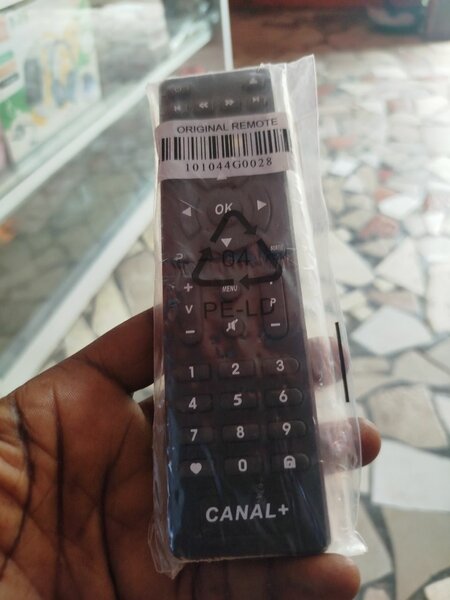 ORIGINAL REMOTE
101044G0028
OK
04
PE-LD
+
MENU
V
P
-
-
1 2 3
4 5 6
7 8 9
0
CANAL+